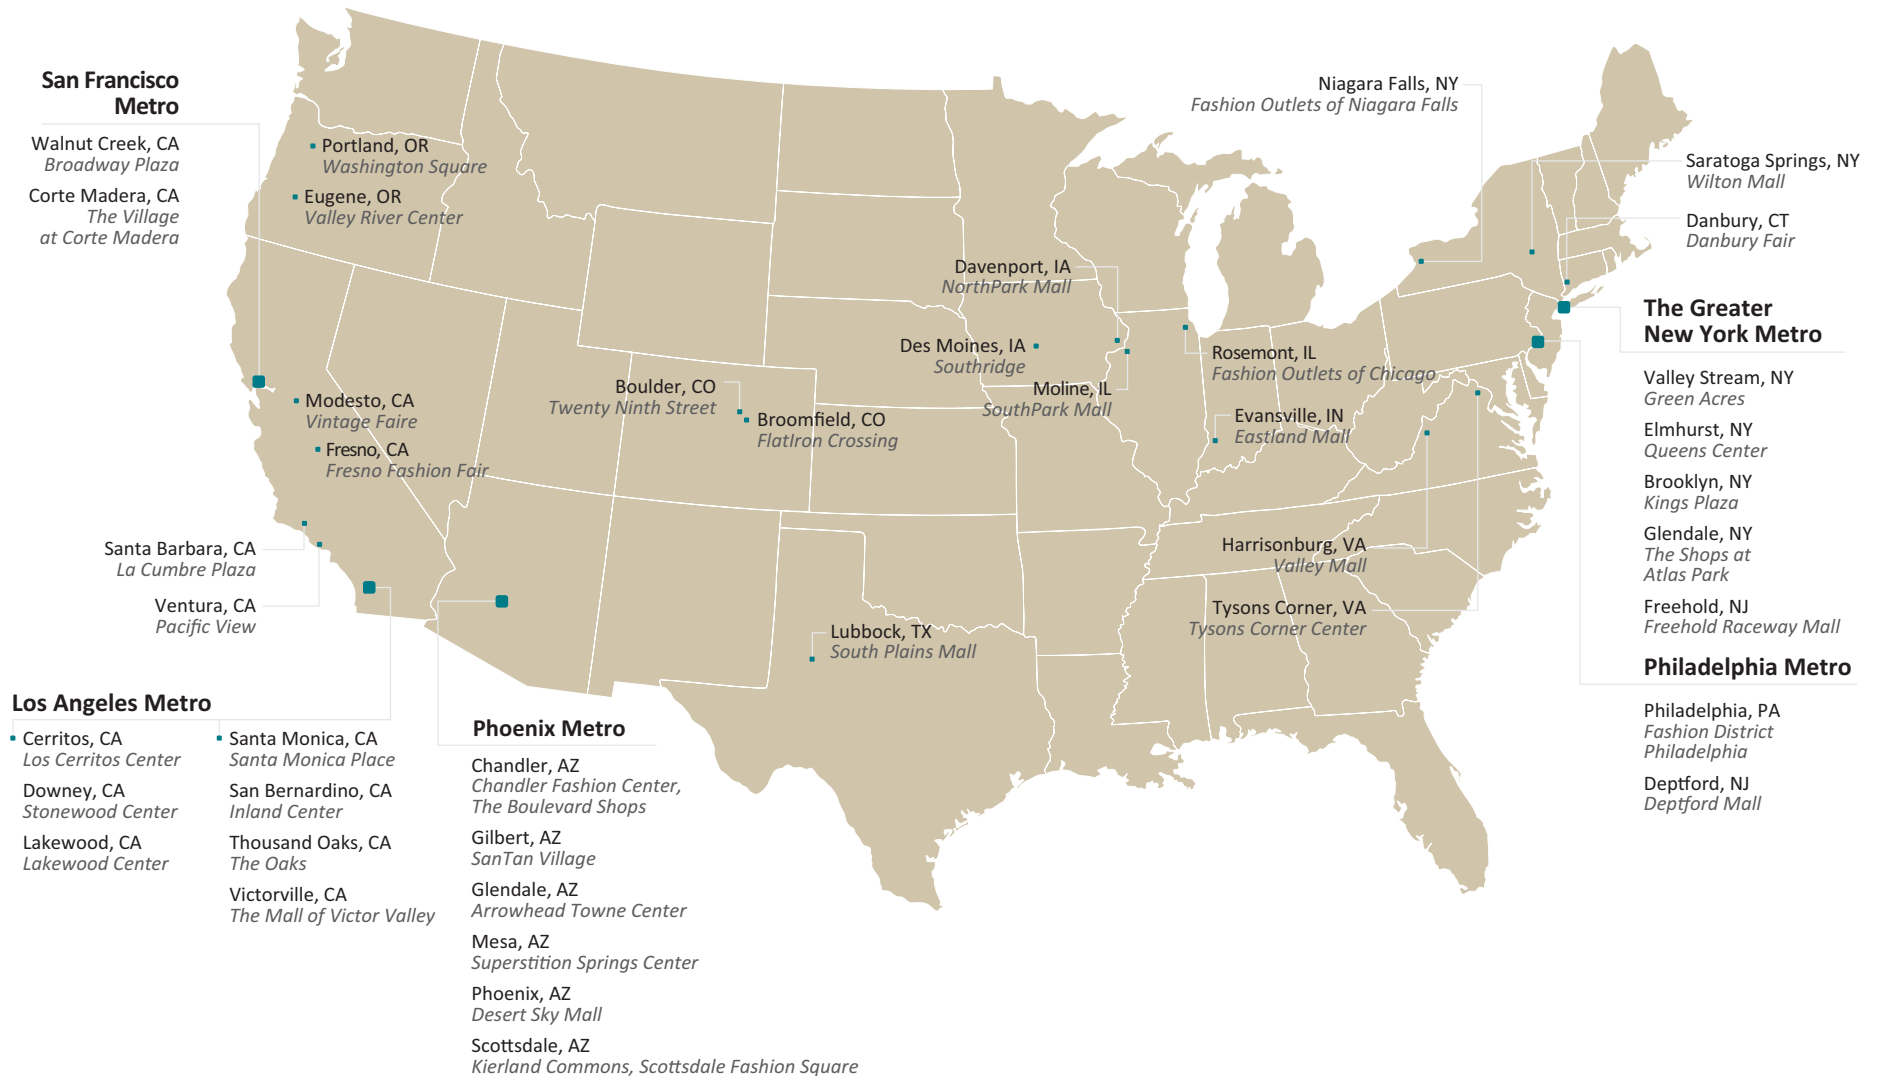 San Francisco
Metro
Walnut Creek, CA
Broadway Plaza
Corte Madera, CA
The Village
at Corte Madera
Portland, OR
Washington Square
Eugene, OR
Valley River Center
Modesto, CA
Vintage Faire
Fresno, CA
Fresno Fashion Fair
Santa Barbara, CA
La Cumbre Plaza
Ventura, CA
Pacific View
Los Angeles Metro
Cerritos, CA
Los Cerritos Center
Downey, CA
Stonewood Center
Lakewood, CA
Lakewood Center
Santa Monica, CA
Santa Monica Place
San Bernardino, CA
Inland Center
Thousand Oaks, CA
The Oaks
Victorville, CA
The Mall of Victor Valley
Phoenix Metro
Chandler, AZ
Chandler Fashion Center,
The Boulevard Shops
Gilbert, AZ
SanTan Village
Glendale, AZ
Arrowhead Towne Center
Mesa, AZ
Superstition Springs Center
Phoenix, AZ
Desert Sky Mall
Scottsdale, AZ
Kierland Commons, Scottsdale Fashion Square
Boulder, CO
Twenty Ninth Street
Broomfield, CO
FlatIron Crossing
Lubbock, TX
South Plains Mall
Davenport, IA
NorthPark Mall
Des Moines, IA
Southridge
Moline, IL
SouthPark Mall
Rosemont, IL
Fashion Outlets of Chicago
Evansville, IN
Eastland Mall
Harrisonburg, VA
Valley Mall
Tysons Corner, VA
Tysons Corner Center
Niagara Falls, NY
Fashion Outlets of Niagara Falls
Saratoga Springs, NY
Wilton Mall
Danbury, CT
Danbury Fair
The Greater
New York Metro
Valley Stream, NY
Green Acres
Elmhurst, NY
Queens Center
Brooklyn, NY
Kings Plaza
Glendale, NY
The Shops at
Atlas Park
Freehold, NJ
Freehold Raceway Mall
Philadelphia Metro
Philadelphia, PA
Fashion District
Philadelphia
Deptford, NJ
Deptford Mall